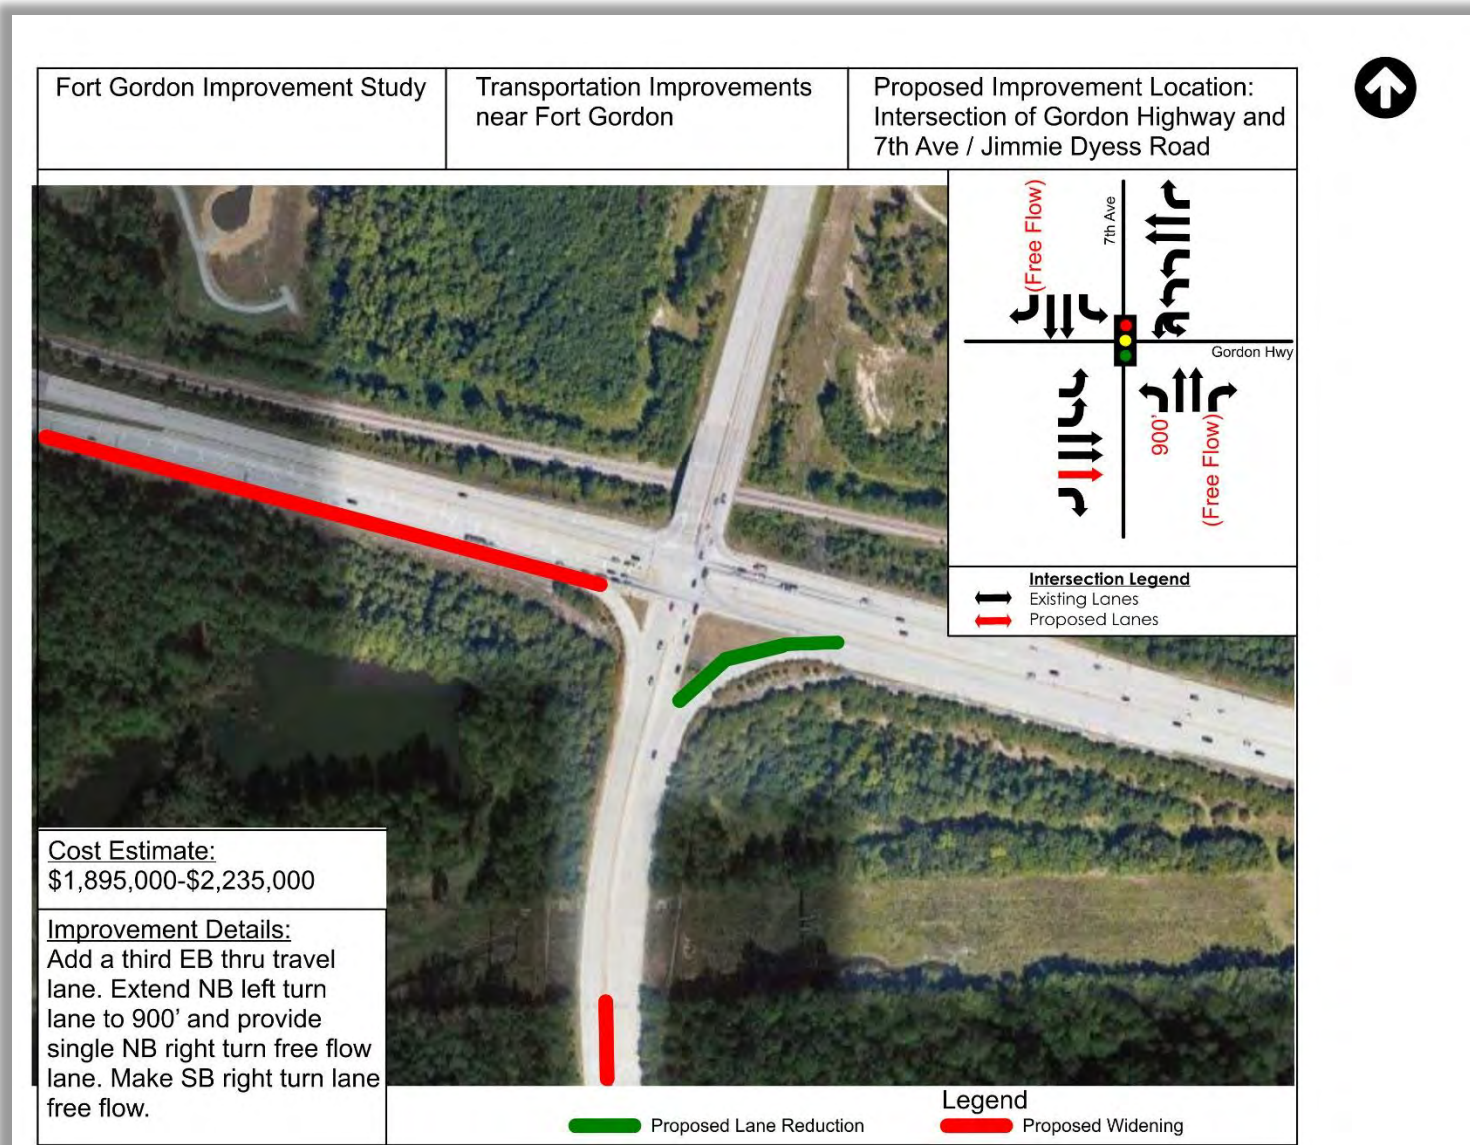 Fort Gordon Improvement Study
Transportation Improvements
near Fort Gordon
Proposed Improvement Location:
Intersection of Gordon Highway and
7th Ave / Jimmie Dyess Road
(Free Flow)
7th Ave
Gordon Hwy
900'
(Free Flow)
Intersection Legend
Existing Lanes
Proposed Lanes
Cost Estimate:
$1,895,000-$2,235,000
Improvement Details:
Add a third EB thru travel
lane. Extend NB left turn
lane to 900' and provide
single NB right turn free flow
lane. Make SB right turn lane
free flow.
Legend
Proposed Lane Reduction
Proposed Widening